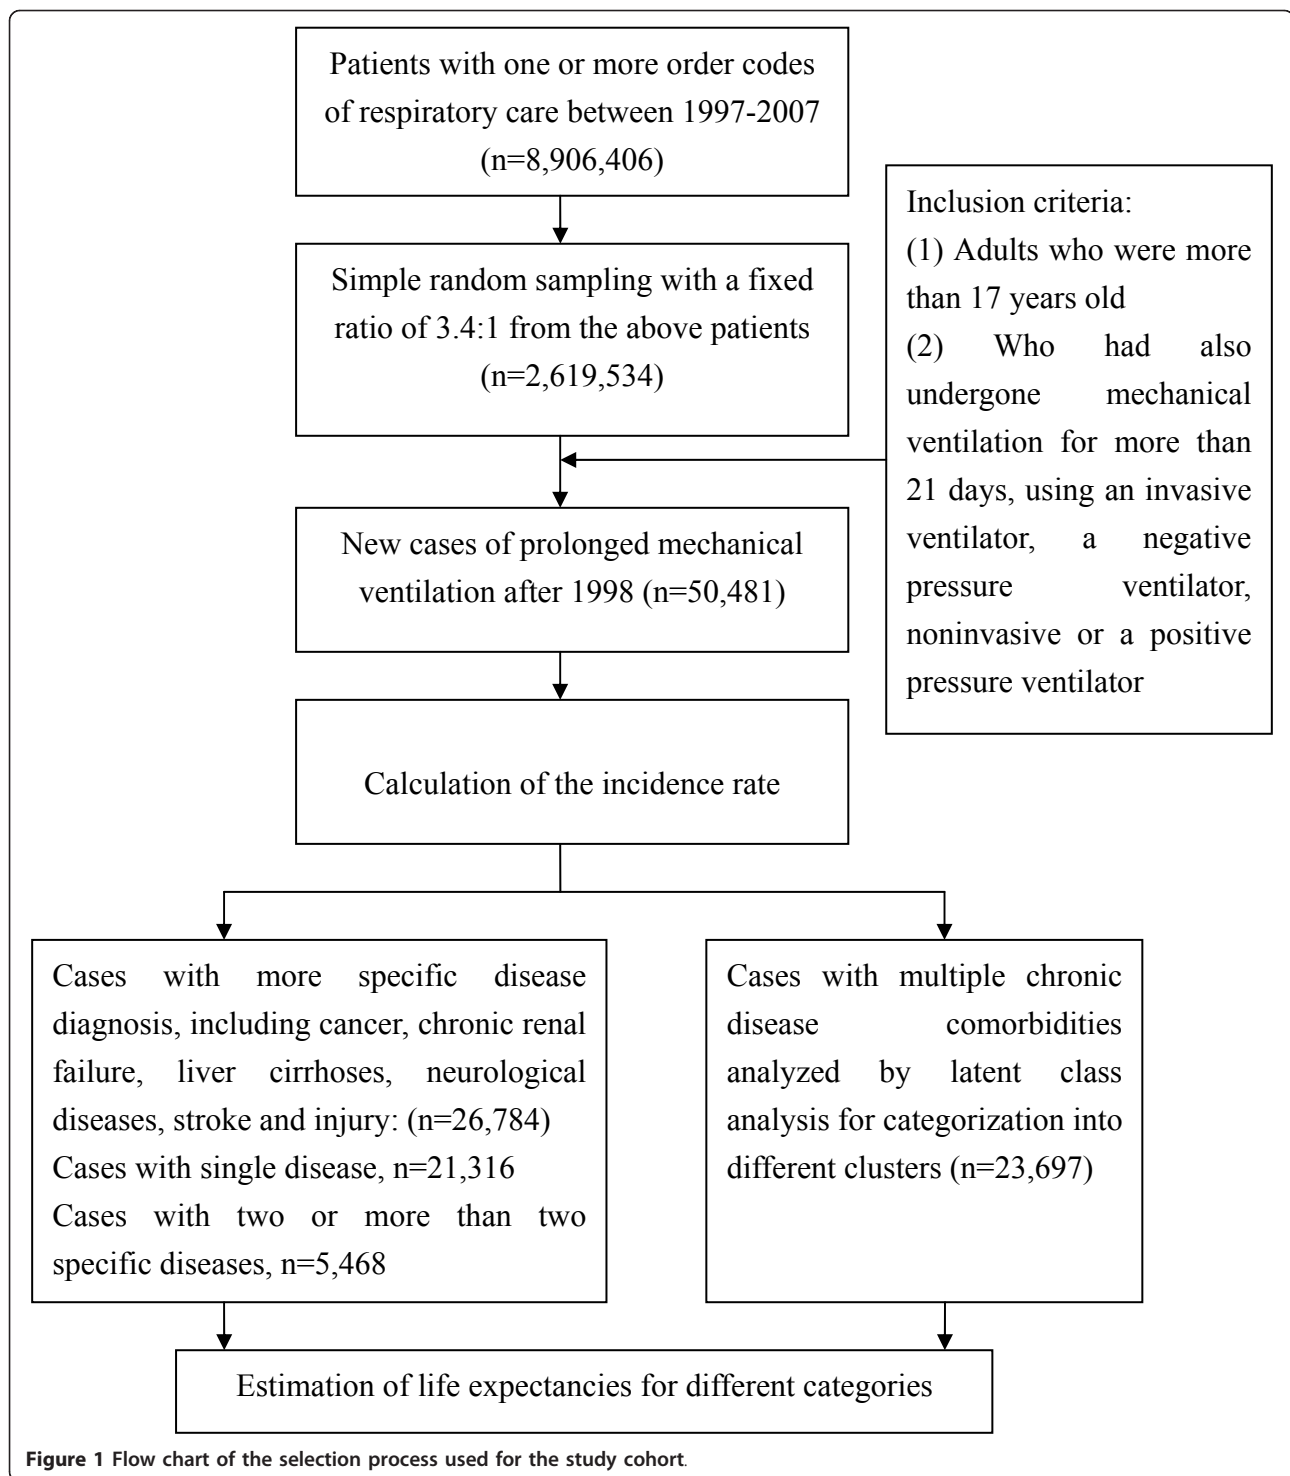 Patients with one or more order codes
of respiratory care between 1997-2007
(n=8,906,406)
Simple random sampling with a fixed
ratio of 3.4:1 from the above patients
(n=2,619,534)
Inclusion criteria:
(1) Adults who were more
than 17 years old
(2) Who had also
undergone mechanical
ventilation for more than
21 days, using an invasive
ventilator, a negative
pressure ventilator,
noninvasive or a positive
pressure ventilator
New cases of prolonged mechanical
ventilation after 1998 (n=50,481)
Calculation of the incidence rate
Cases with more specific disease
diagnosis, including cancer, chronic renal
failure, liver cirrhoses, neurological
diseases, stroke and injury: (n=26,784)
Cases with single disease, n=21,316
Cases with two or more than two
specific diseases, n=5,468
Cases with multiple chronic
disease comorbidities
analyzed by latent class
analysis for categorization into
different clusters (n=23,697)
Estimation of life expectancies for different categories
Figure 1 Flow chart of the selection process used for the study cohort.